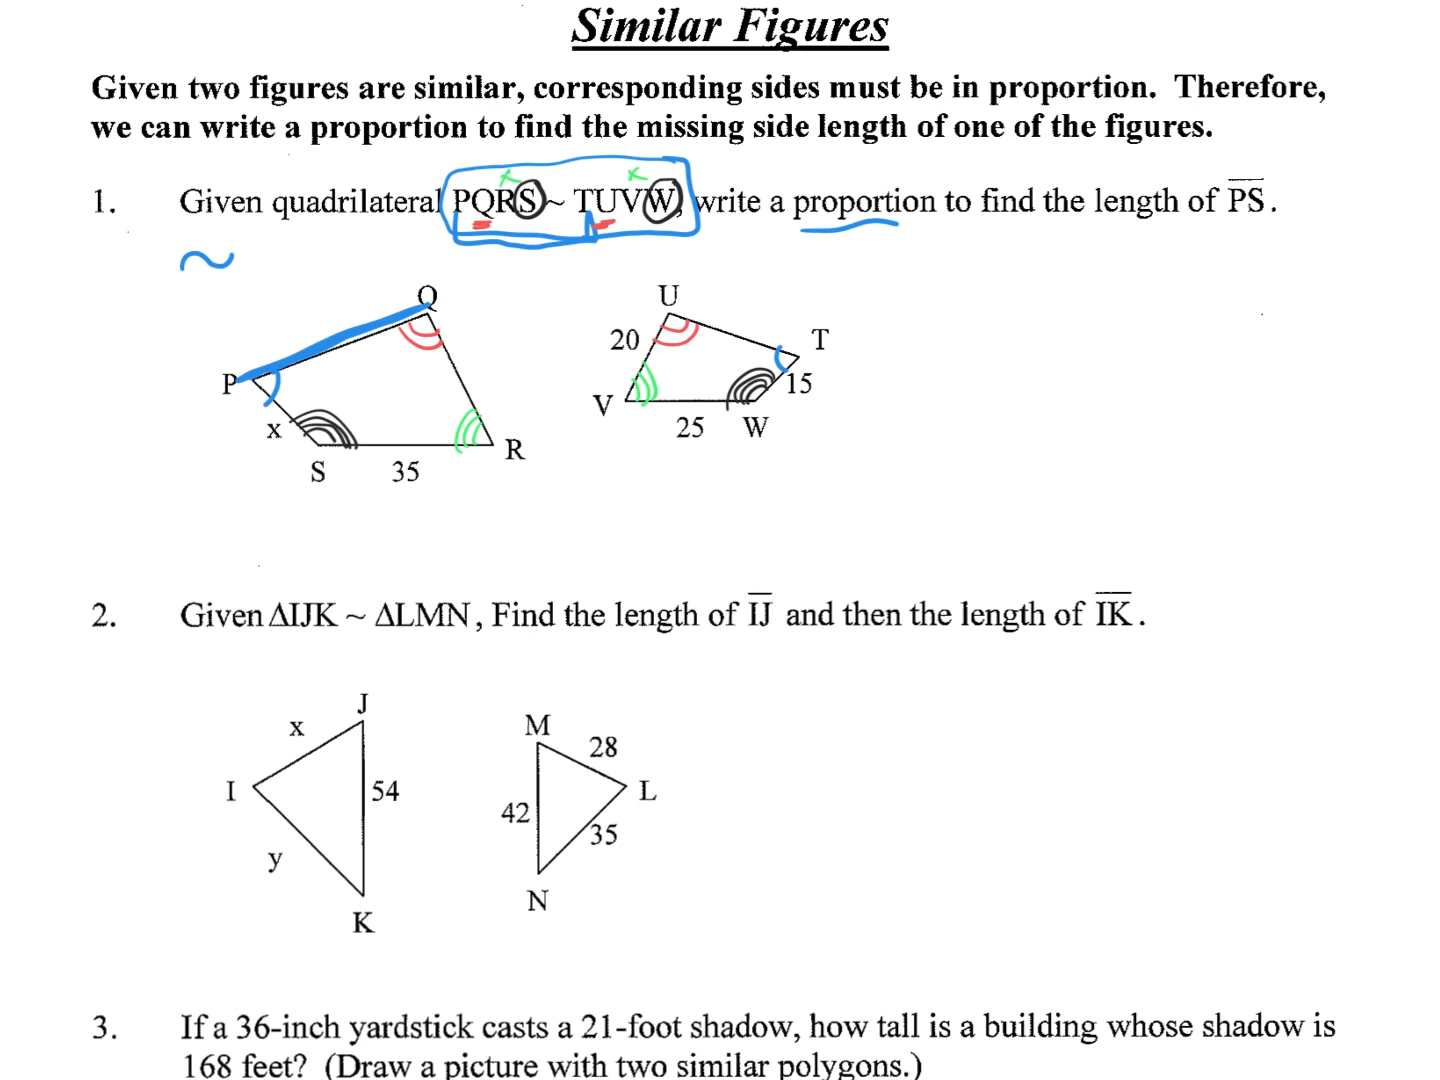 Similar Figures
Given two figures are similar, corresponding sides must be in proportion. Therefore,
we can write a proportion to find the missing side length of one of the figures.
1. Given quadrilateral PQRS ~ TUVW, write a proportion to find the length of PS.
~
Q
P
x
S
35
R
U
20
T
15
V
25
W
2. Given ΔIJK ~ ΔLMN, Find the length of IJ and then the length of IK.
J
x
I
54
y
K
M
28
L
42
35
N
3. If a 36-inch yardstick casts a 21-foot shadow, how tall is a building whose shadow is
168 feet? (Draw a picture with two similar polygons.)